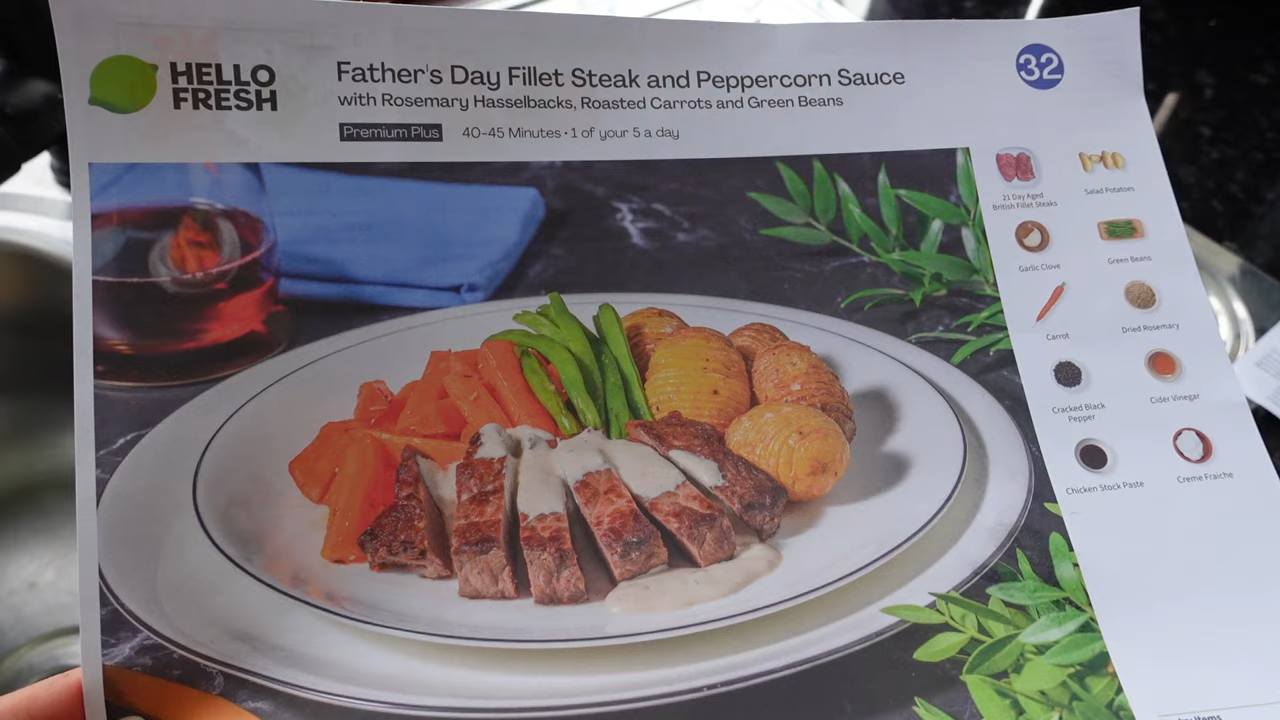 HELLO
FRESH
Father's Day Fillet Steak and Peppercorn Sauce
with Rosemary Hasselbacks, Roasted Carrots and Green Beans
Premium Plus 40-45 Minutes • 1 of your 5 a day
32
21 Day Aged
British Fillet Steaks
Salad Potatoes
Garlic Clove
Green Beans
Carrot
Dried Rosemary
Cracked Black
Pepper
Cider Vinegar
Chicken Stock Paste
Creme Fraiche
Items